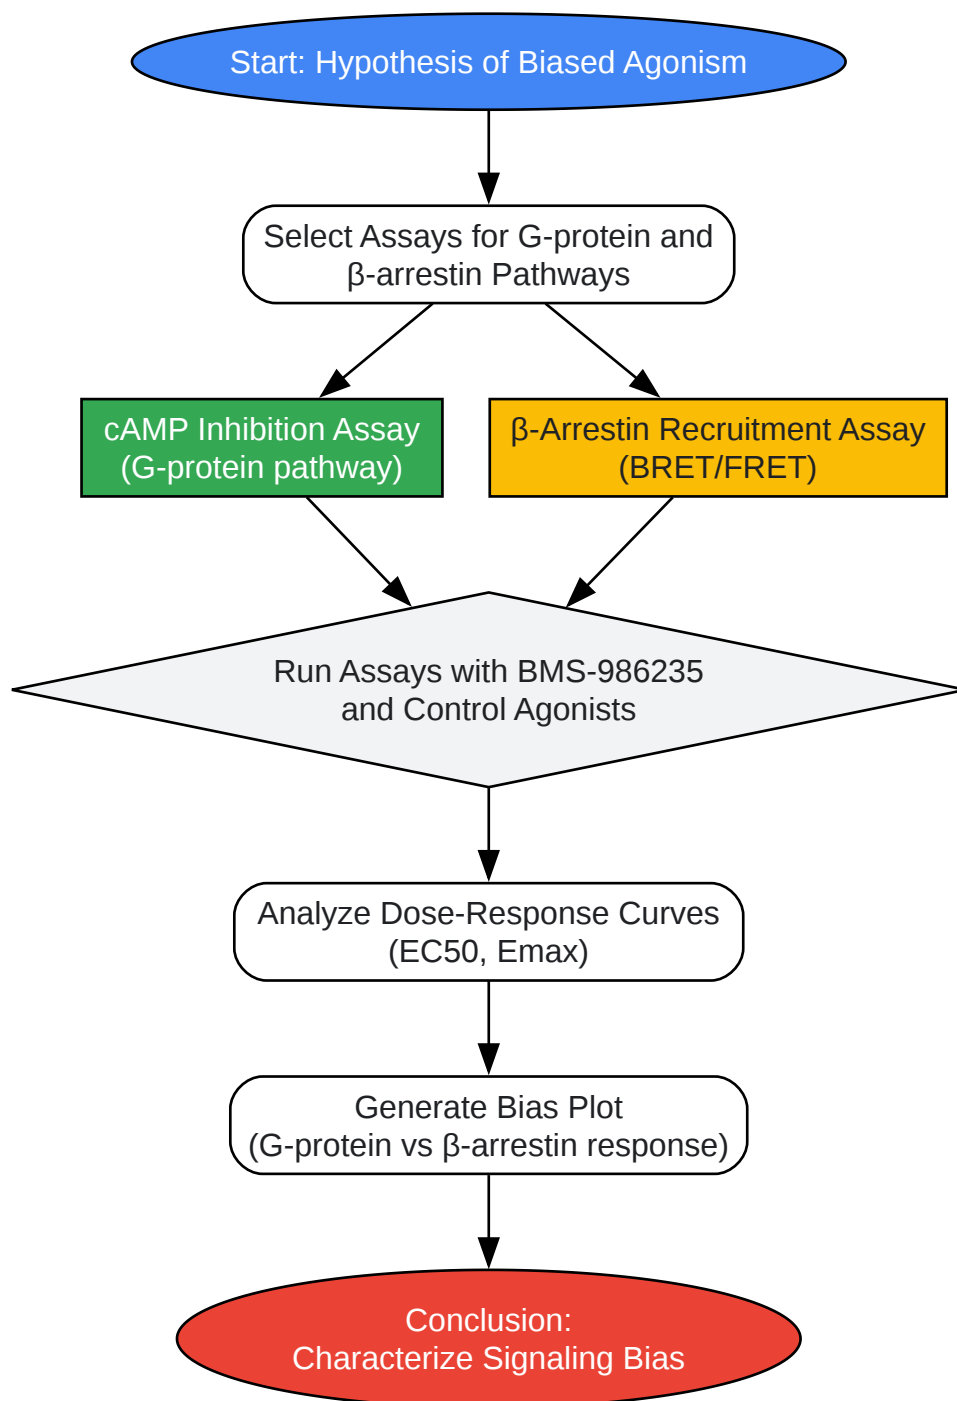 Start: Hypothesis of Biased Agonism
Select Assays for G-protein and
β-arrestin Pathways
cAMP Inhibition Assay
(G-protein pathway)
β-Arrestin Recruitment Assay
(BRET/FRET)
Run Assays with BMS-986235
and Control Agonists
Analyze Dose-Response Curves
(EC50, Emax)
Generate Bias Plot
(G-protein vs β-arrestin response)
Conclusion:
Characterize Signaling Bias